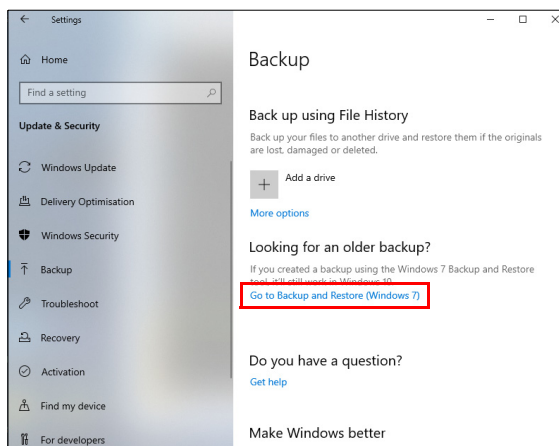 Settings
Home
Find a setting
Update & Security
Windows Update
Delivery Optimisation
Windows Security
Backup
Troubleshoot
Recovery
Activation
Find my device
For developers
Backup
Back up using File History
Back up your files to another drive and restore them if the originals
are lost, damaged or deleted.
Add a drive
More options
Looking for an older backup?
If you created a backup using the Windows 7 Backup and Restore
tool, it'll still work in Windows 10.
Go to Backup and Restore (Windows 7)
Do you have a question?
Get help
Make Windows better